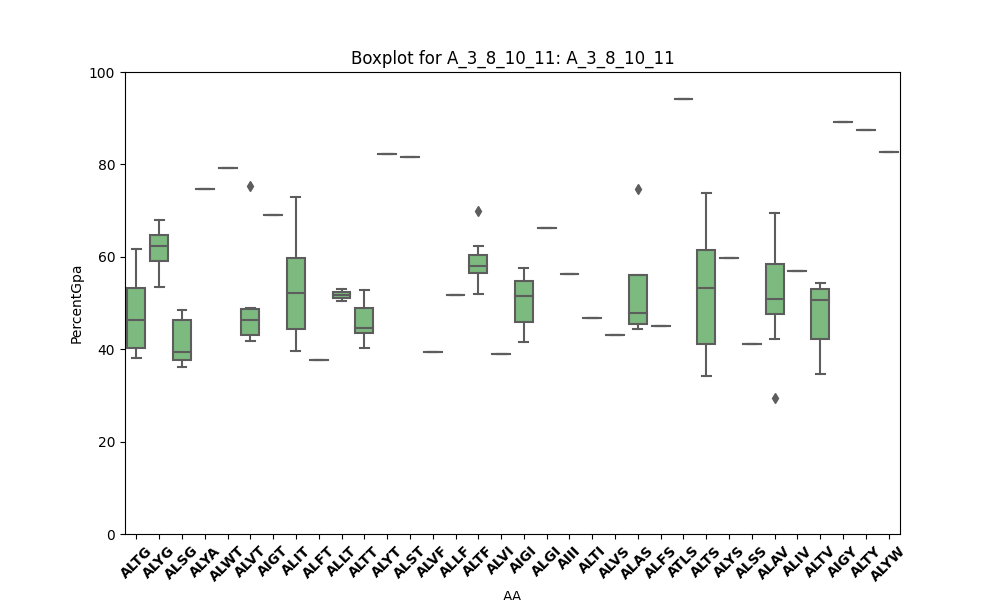 Boxplot for A_3_8_10_11: A_3_8_10_11
100
80
60
40
20
0
PercentGpa
ALTG ALYG ALSG ALYA ALWT ALVT AIGT ALIT ALFT ALLT ALTT ALYT ALST ALVF ALLF ALTF ALVI AIGI ALGI AIII ALTI ALVS ALAS ALFS ATLS ALTS ALYS ALSS ALAV ALIV ALTV AIGY ALTY ALYW
AA